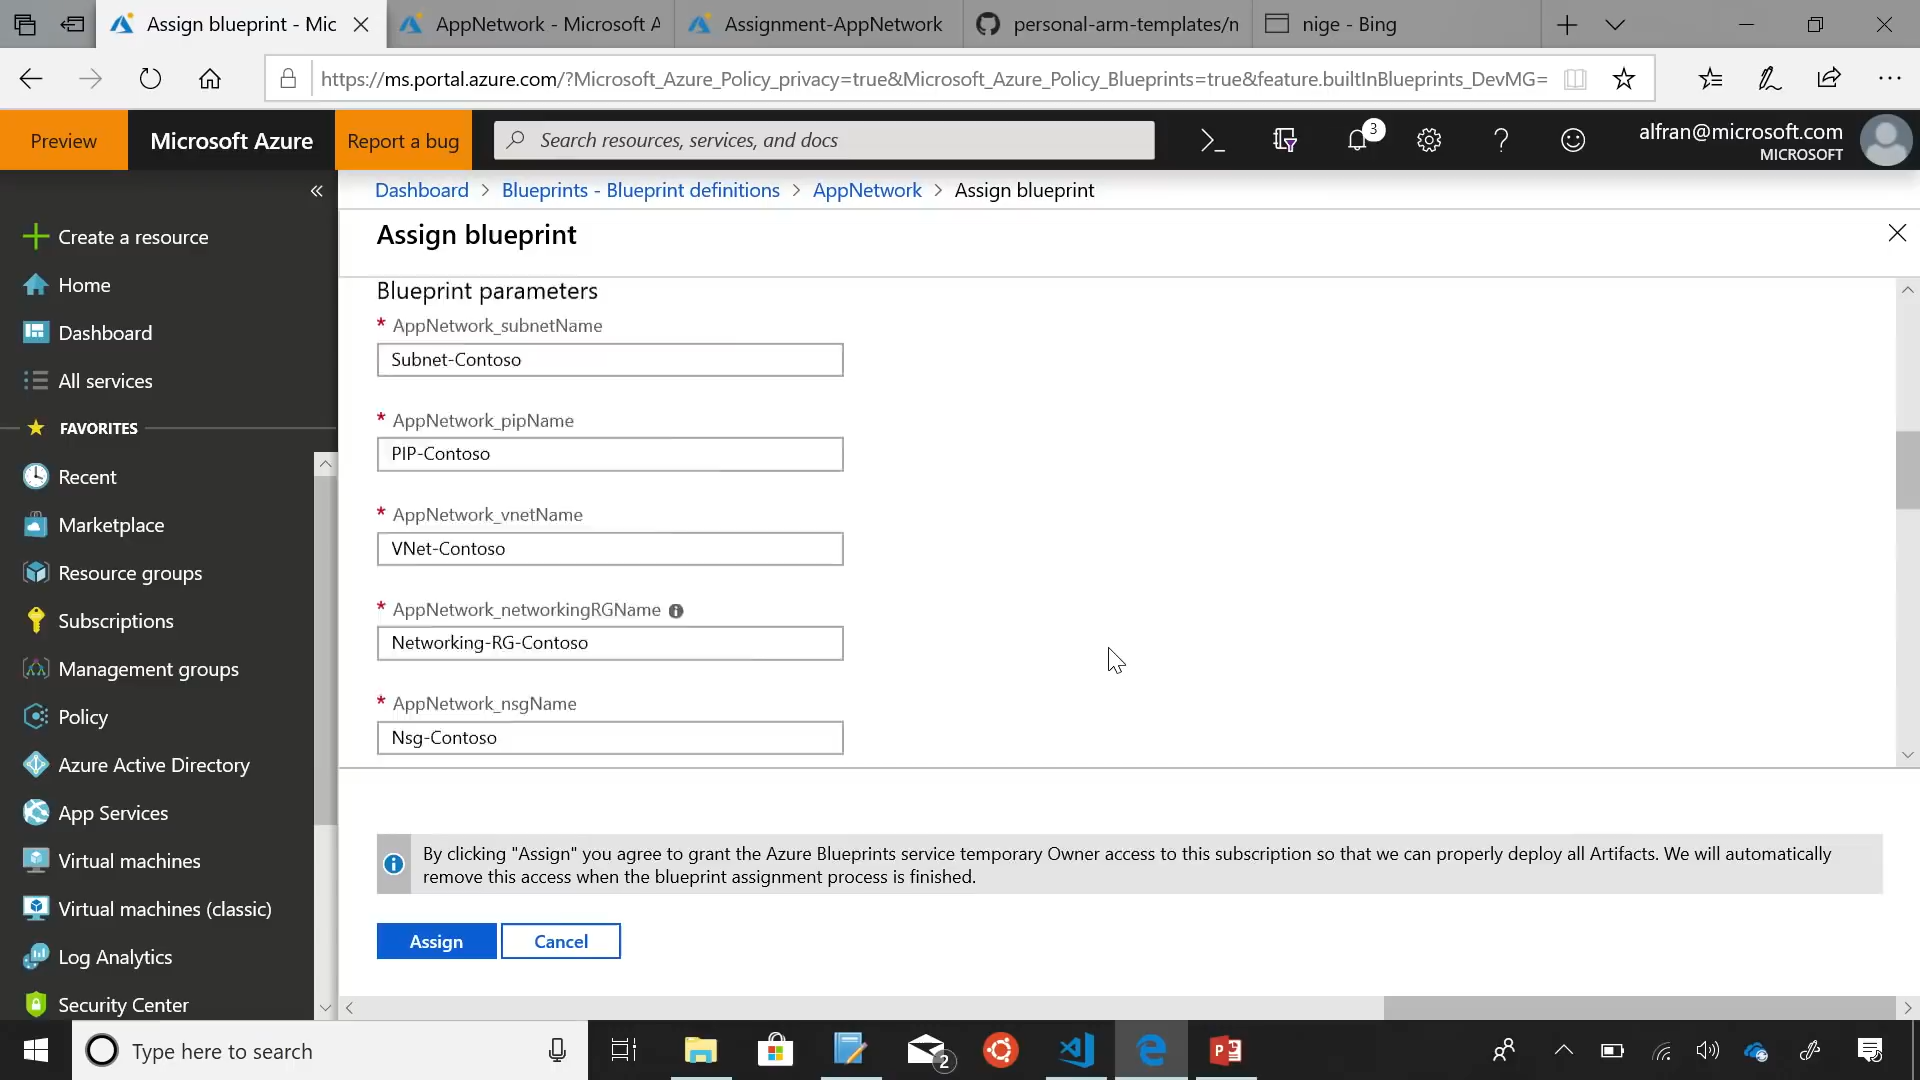 Assign blueprint - Mic
AppNetwork - Microsoft A
Assignment-AppNetwork
personal-arm-templates/n
nige - Bing
https://ms.portal.azure.com/?Microsoft_Azure_Policy_privacy=true&Microsoft_Azure_Policy_Blueprints=true&feature.builtInBlueprints_DevMG=
Preview
Microsoft Azure
Report a bug
Search resources, services, and docs
3
alfran@microsoft.com
MICROSOFT
Dashboard > Blueprints - Blueprint definitions > AppNetwork > Assign blueprint
Create a resource
Home
Dashboard
All services
FAVORITES
Recent
Marketplace
Resource groups
Subscriptions
Management groups
Policy
Azure Active Directory
App Services
Virtual machines
Virtual machines (classic)
Log Analytics
Security Center
Assign blueprint
Blueprint parameters
* AppNetwork_subnetName
Subnet-Contoso
* AppNetwork_pipName
PIP-Contoso
* AppNetwork_vnetName
VNet-Contoso
* AppNetwork_networkingRGName
Networking-RG-Contoso
* AppNetwork_nsgName
Nsg-Contoso
By clicking "Assign" you agree to grant the Azure Blueprints service temporary Owner access to this subscription so that we can properly deploy all Artifacts. We will automatically
remove this access when the blueprint assignment process is finished.
Assign
Cancel
Type here to search
2